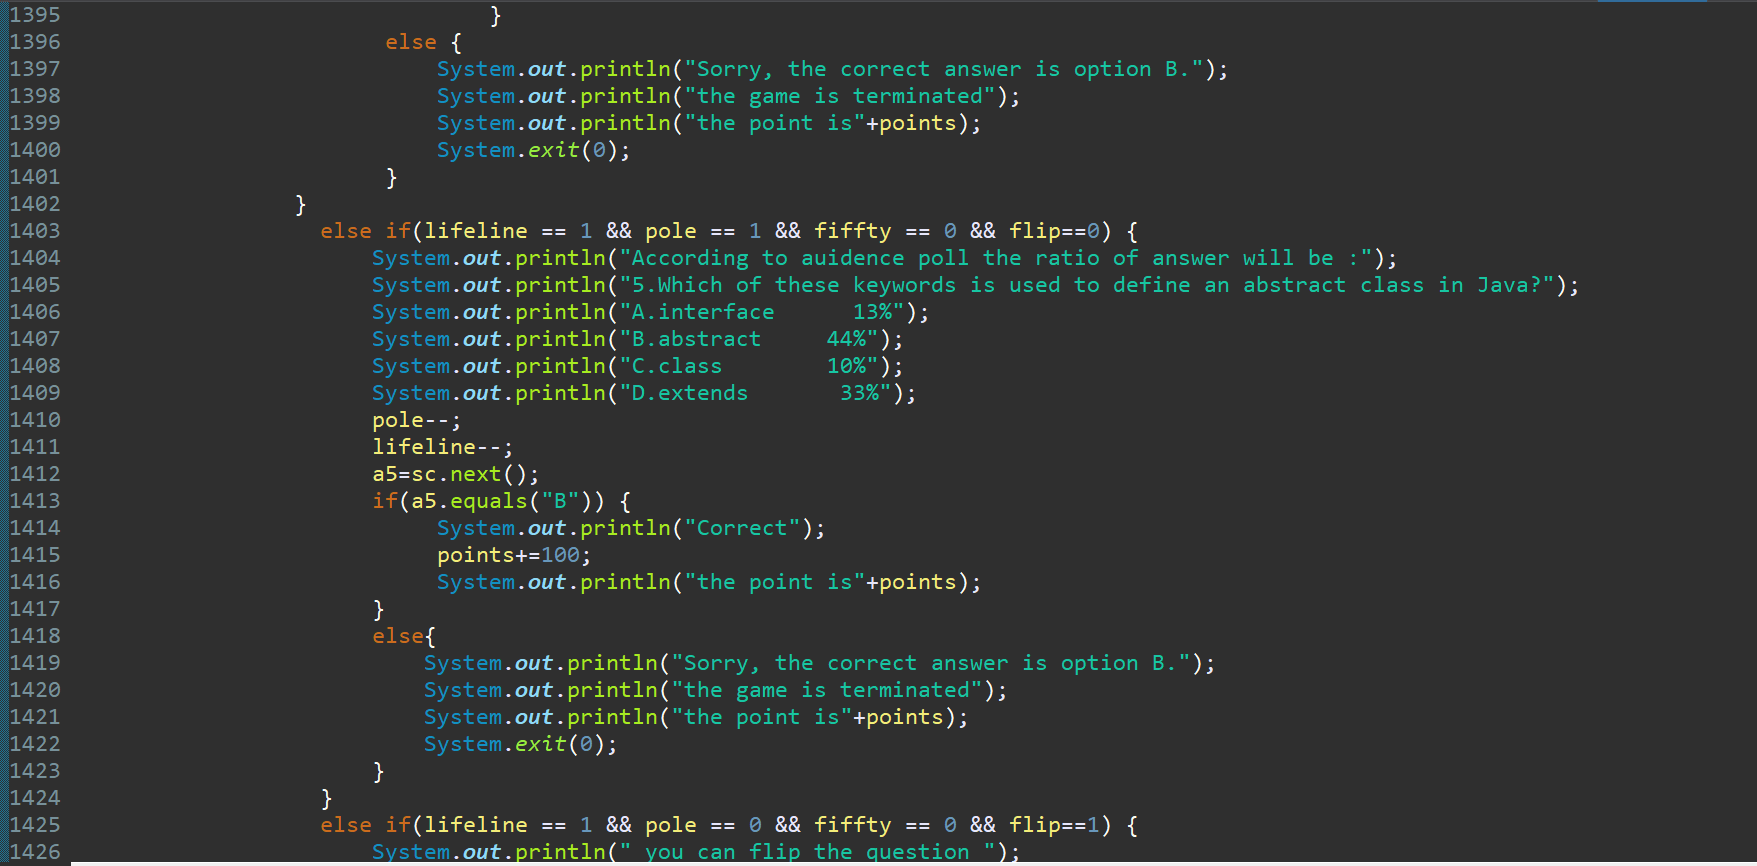 1395 }
1396 else {
1397 System.out.println("Sorry, the correct answer is option B.");
1398 System.out.println("the game is terminated");
1399 System.out.println("the point is"+points);
1400 System.exit(0);
1401 }
1402 }
1403 else if(lifeline == 1 && pole == 1 && fiffty == 0 && flip==0) {
1404 System.out.println("According to auidence poll the ratio of answer will be :");
1405 System.out.println("5.Which of these keywords is used to define an abstract class in Java?");
1406 System.out.println("A.interface      13%");
1407 System.out.println("B.abstract     44%");
1408 System.out.println("C.class        10%");
1409 System.out.println("D.extends       33%");
1410 pole--;
1411 lifeline--;
1412 a5=sc.next();
1413 if(a5.equals("B")) {
1414 System.out.println("Correct");
1415 points+=100;
1416 System.out.println("the point is"+points);
1417 }
1418 else{
1419 System.out.println("Sorry, the correct answer is option B.");
1420 System.out.println("the game is terminated");
1421 System.out.println("the point is"+points);
1422 System.exit(0);
1423 }
1424 }
1425 else if(lifeline == 1 && pole == 0 && fiffty == 0 && flip==1) {
1426 System.out.println(" you can flip the question ");